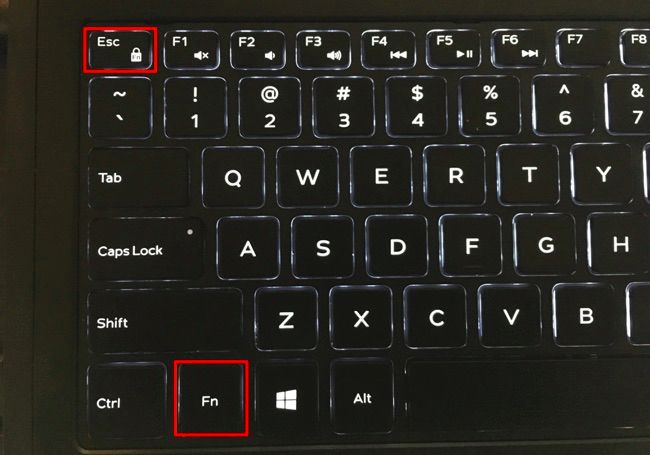 Esc Fn F1 F2 F3 F4 F5 F6 F7 F8
~ ! @ # $ % ^ &
` 1 2 3 4 5 6 7
Tab Q W E R T Y
Caps Lock A S D F G H
Shift Z X C V B
Ctrl Fn Alt